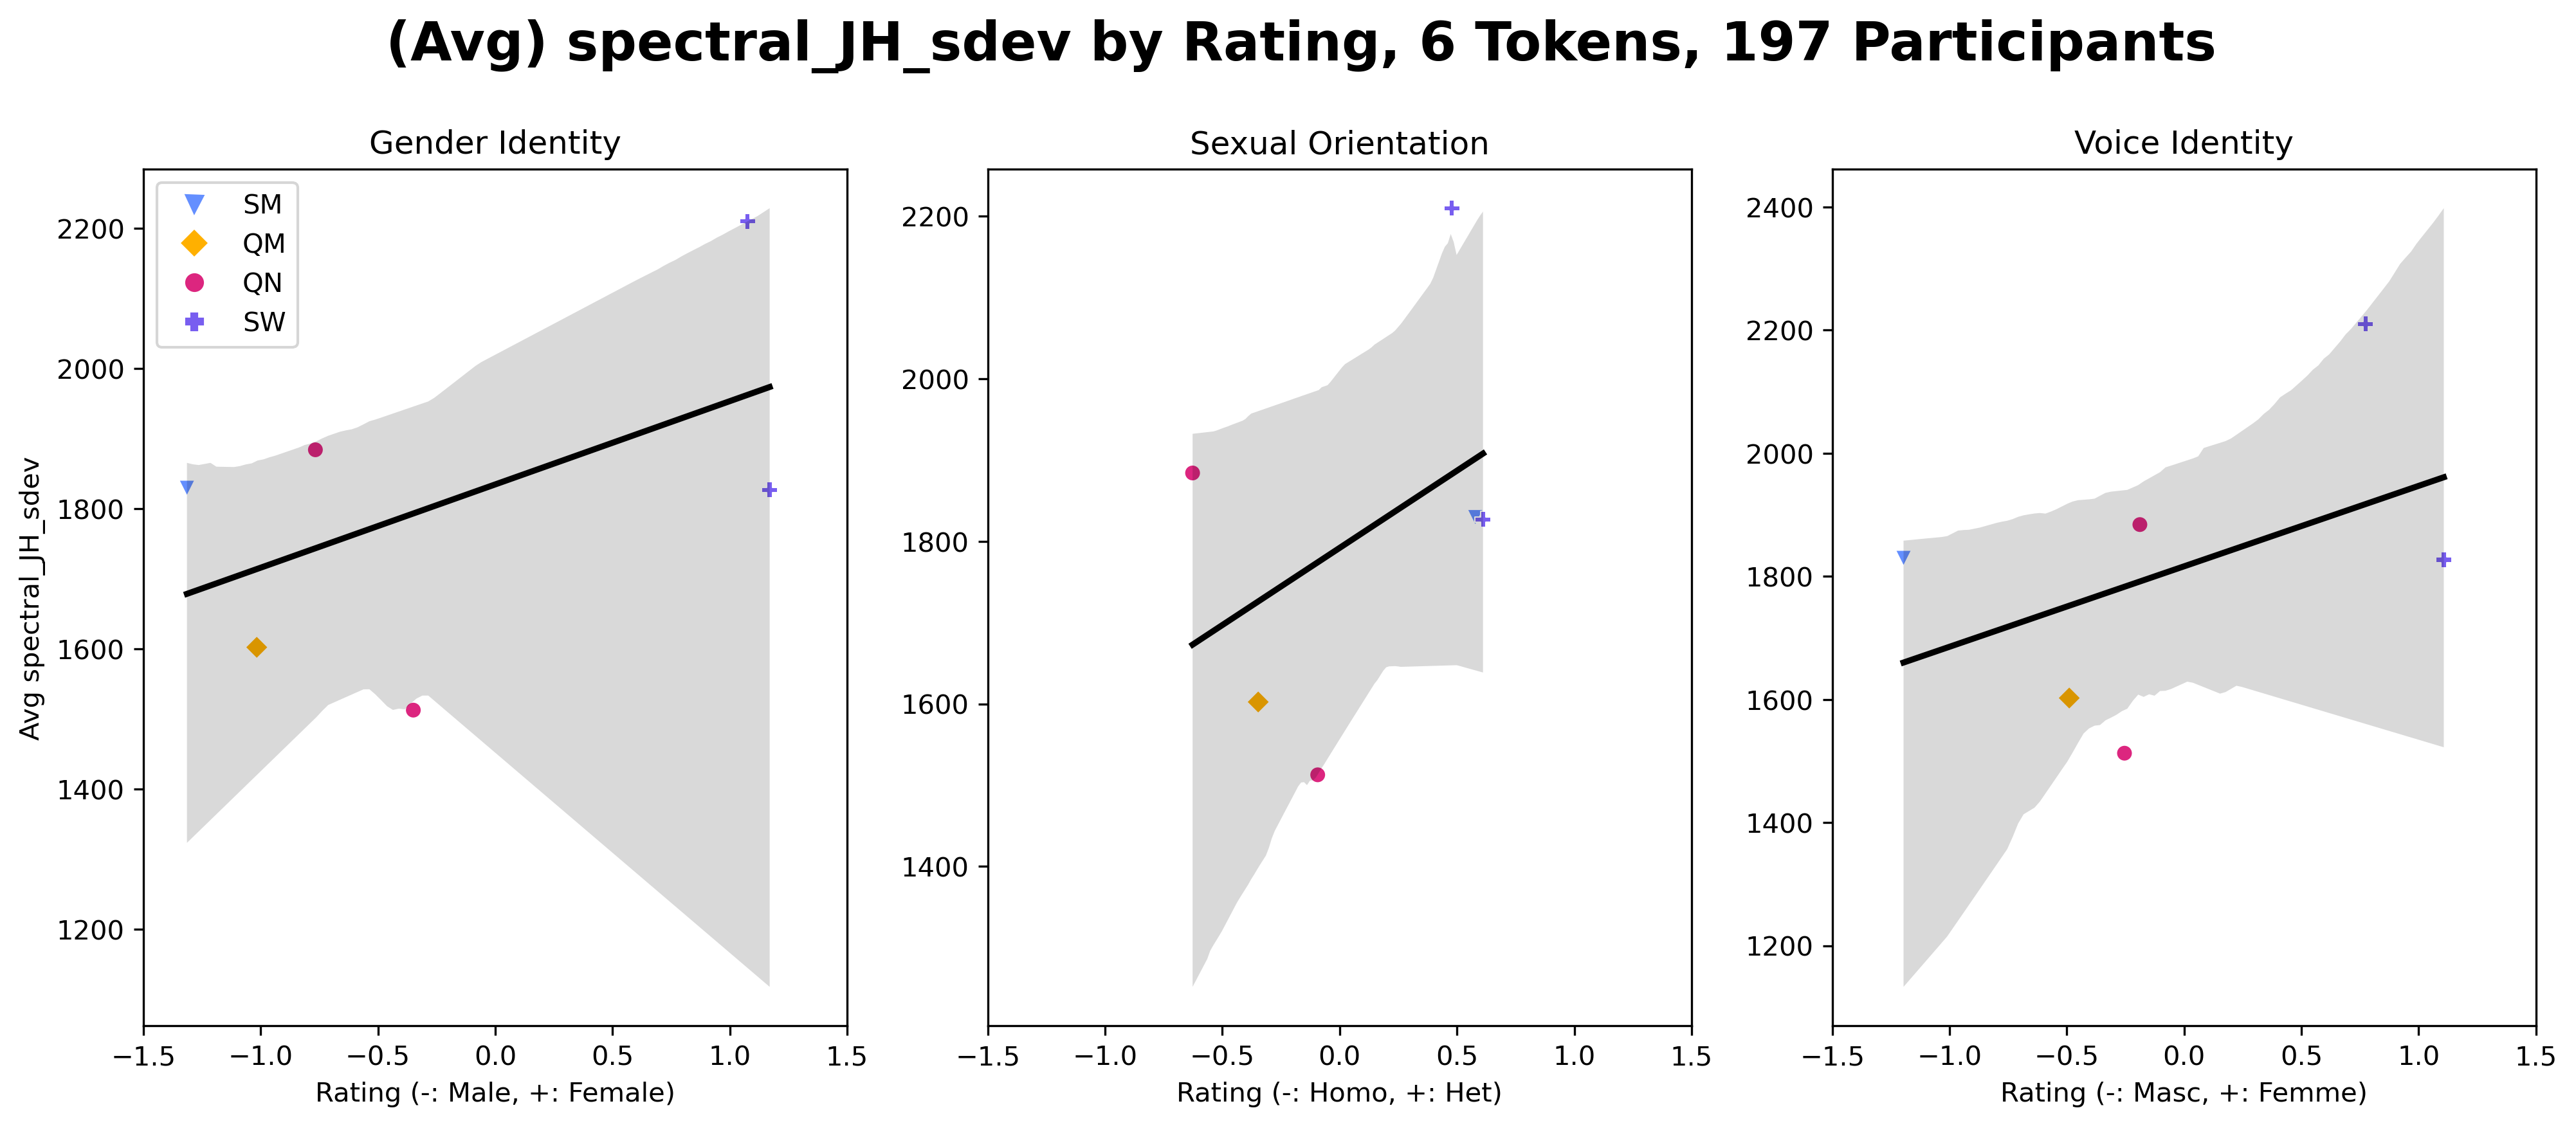 (Avg) spectral_JH_sdev by Rating, 6 Tokens, 197 Participants
Gender Identity
Sexual Orientation
Voice Identity
SM
QM
QN
SW
Avg spectral_JH_sdev
2200
2000
1800
1600
1400
1200
−1.5 −1.0 −0.5 0.0 0.5 1.0 1.5
Rating (-: Male, +: Female)
2200
2000
1800
1600
1400
−1.5 −1.0 −0.5 0.0 0.5 1.0 1.5
Rating (-: Homo, +: Het)
2400
2200
2000
1800
1600
1400
1200
−1.5 −1.0 −0.5 0.0 0.5 1.0 1.5
Rating (-: Masc, +: Femme)